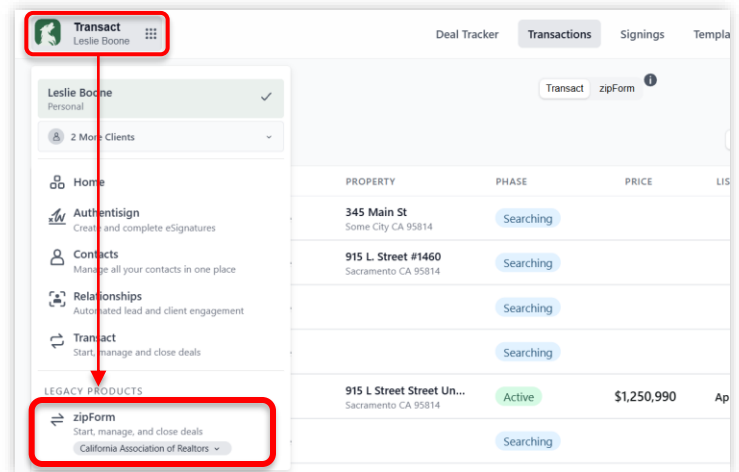 Transact
Leslie Boone
Deal Tracker
Transactions
Signings
Templa
Leslie Boone
Personal
2 More Clients
Transact
zipForm
Home
Authentisign
Create and complete eSignatures
Contacts
Manage all your contacts in one place
Relationships
Automated lead and client engagement
Transact
Start, manage and close deals
LEGACY PRODUCTS
zipForm
Start, manage, and close deals
California Association of Realtors
PROPERTY
PHASE
PRICE
LIS
345 Main St
Some City CA 95814
Searching
915 L. Street #1460
Sacramento CA 95814
Searching
Searching
Searching
915 L Street Street Un...
Sacramento CA 95814
Active
$1,250,990
Ap
Searching